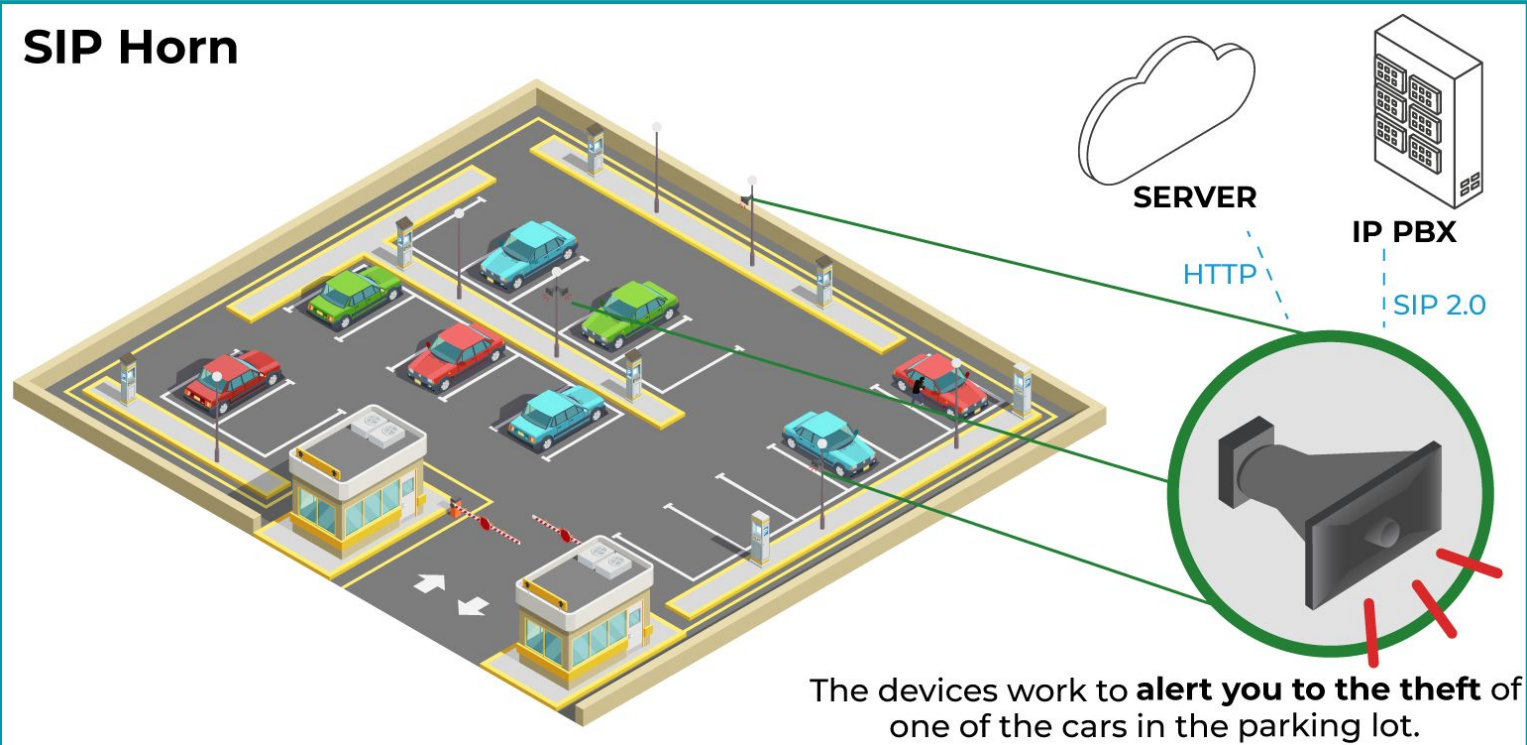 SIP Horn
SERVER
IP PBX
HTTP
SIP 2.0
The devices work to alert you to the theft of
one of the cars in the parking lot.